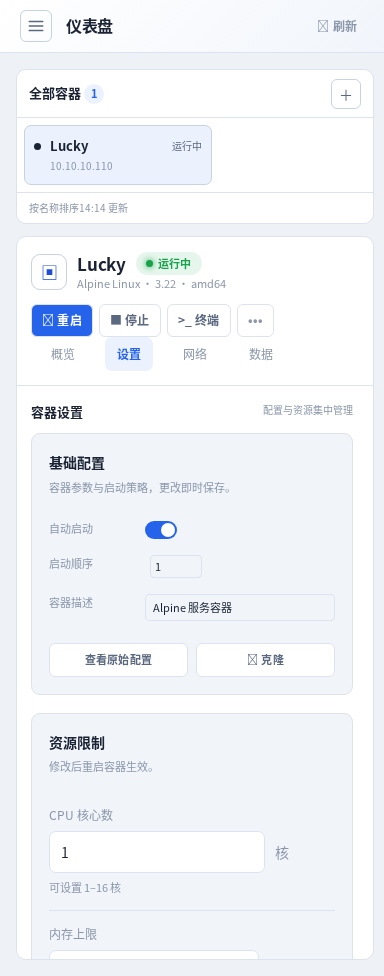 仪表盘
刷新
全部容器 1
Lucky
运行中
10.10.10.110
按名称排序14:14 更新
Lucky 运行中
Alpine Linux · 3.22 · amd64
重启
停止
>_ 终端
•••
概览
设置
网络
数据
容器设置
配置与资源集中管理
基础配置
容器参数与启动策略，更改即时保存。
自动启动
启动顺序
1
容器描述
Alpine 服务容器
查看原始配置
克隆
资源限制
修改后重启容器生效。
CPU 核心数
1
核
可设置 1–16 核
内存上限